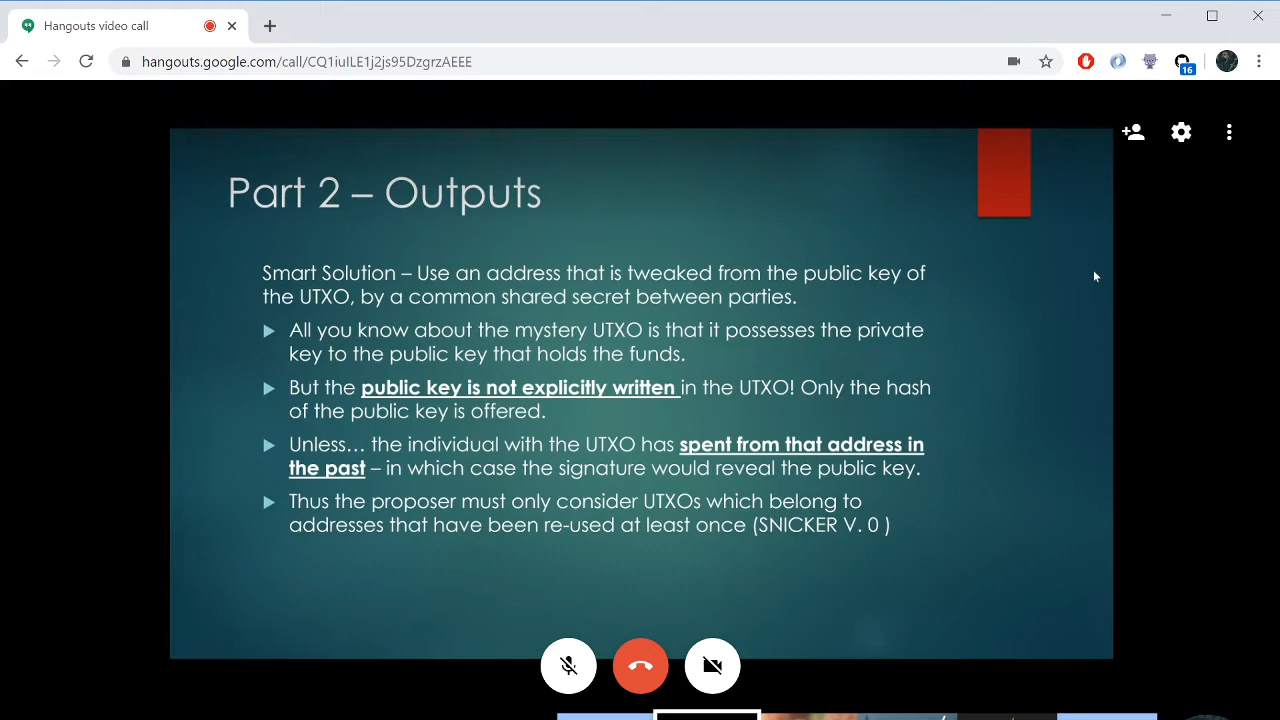 Hangouts video call
hangouts.google.com/call/CQ1iuILE1j2js95DzgrzAEEE
16
Part 2 – Outputs
Smart Solution – Use an address that is tweaked from the public key of
the UTXO, by a common shared secret between parties.
All you know about the mystery UTXO is that it possesses the private
key to the public key that holds the funds.
But the public key is not explicitly written in the UTXO! Only the hash
of the public key is offered.
Unless… the individual with the UTXO has spent from that address in
the past – in which case the signature would reveal the public key.
Thus the proposer must only consider UTXOs which belong to
addresses that have been re-used at least once (SNICKER V. 0 )